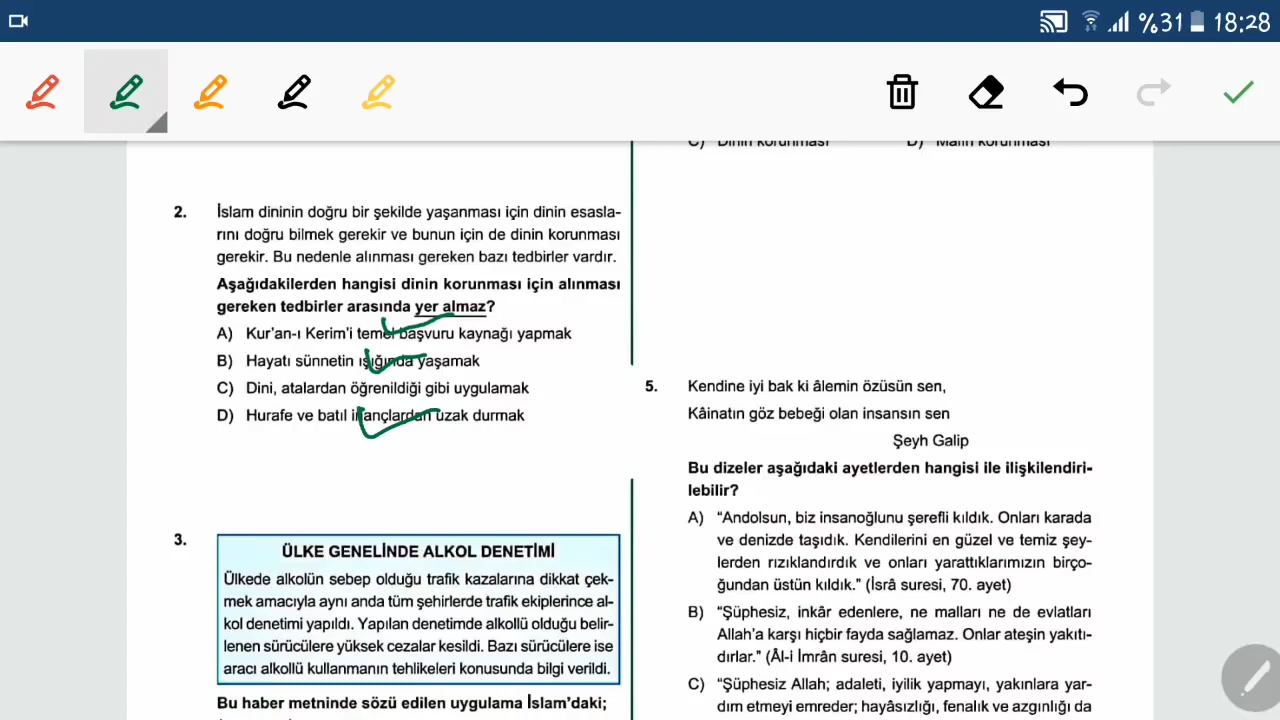 %31 18:28
C) Dinin korunması D) Malın korunması
2. İslam dininin doğru bir şekilde yaşanması için dinin esasla-
rını doğru bilmek gerekir ve bunun için de dinin korunması
gerekir. Bu nedenle alınması gereken bazı tedbirler vardır.
Aşağıdakilerden hangisi dinin korunması için alınması
gereken tedbirler arasında yer almaz?
A) Kur’an-ı Kerim’i temel başvuru kaynağı yapmak
B) Hayatı sünnetin ışığında yaşamak
C) Dini, atalardan öğrenildiği gibi uygulamak
D) Hurafe ve batıl inançlardan uzak durmak
3. ÜLKE GENELİNDE ALKOL DENETİMİ
Ülkede alkolün sebep olduğu trafik kazalarına dikkat çek-
mek amacıyla aynı anda tüm şehirlerde trafik ekiplerince al-
kol denetimi yapıldı. Yapılan denetimde alkollü olduğu belir-
lenen sürücülere yüksek cezalar kesildi. Bazı sürücülere ise
aracı alkollü kullanmanın tehlikeleri konusunda bilgi verildi.
Bu haber metninde sözü edilen uygulama İslam’daki;
5. Kendine iyi bak ki âlemin özüsün sen,
Kâinatın göz bebeği olan insansın sen
Şeyh Galip
Bu dizeler aşağıdaki ayetlerden hangisi ile ilişkilendiri-
lebilir?
A) “Andolsun, biz insanoğlunu şerefli kıldık. Onları karada
ve denizde taşıdık. Kendilerini en güzel ve temiz şey-
lerden rızıklandırdık ve onları yarattıklarımızın birço-
ğundan üstün kıldık.” (İsrâ suresi, 70. ayet)
B) “Şüphesiz, inkâr edenlere, ne malları ne de evlatları
Allah’a karşı hiçbir fayda sağlamaz. Onlar ateşin yakıtı-
dırlar.” (Âl-i İmrân suresi, 10. ayet)
C) “Şüphesiz Allah; adaleti, iyilik yapmayı, yakınlara yar-
dım etmeyi emreder; hayâsızlığı, fenalık ve azgınlığı da